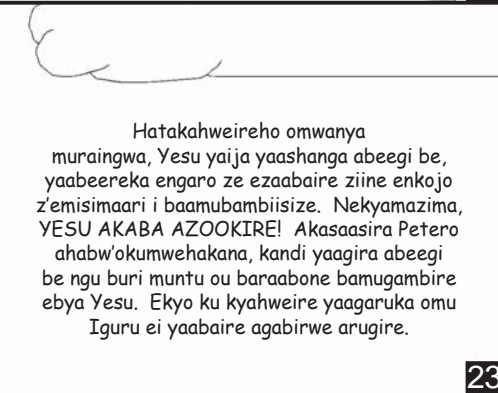 Hatakahweireho omwanya
muraingwa, Yesu yaija yaashanga abeegi be,
yaabeereka engaro ze ezaabaire ziine enkojo
z'emisimaari i baamubambiisize.  Nekyamazima,
YESU AKABA AZOOKIRE!  Akasaasira Petero
ahabw'okumwehakana, kandi yaagira abeegi
be ngu buri muntu ou baraabone bamugambire
ebya Yesu.  Ekyo ku kyahweire yaagaruka omu
Iguru ei yaabaire agabirwe arugire.
23